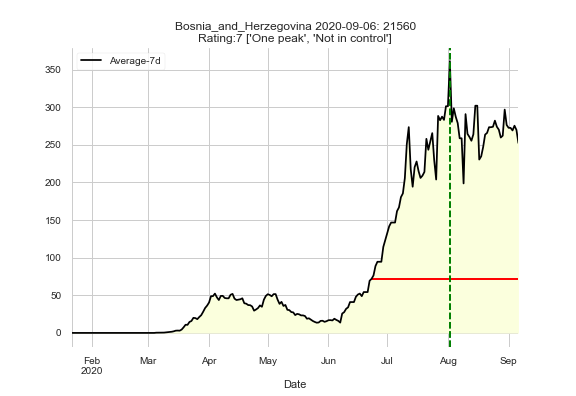 Bosnia_and_Herzegovina 2020-09-06: 21560
Rating:7 ['One peak', 'Not in control']
Average-7d
350
300
250
200
150
100
50
0
Feb
2020
Mar
Apr
May
Jun
Jul
Aug
Sep
Date